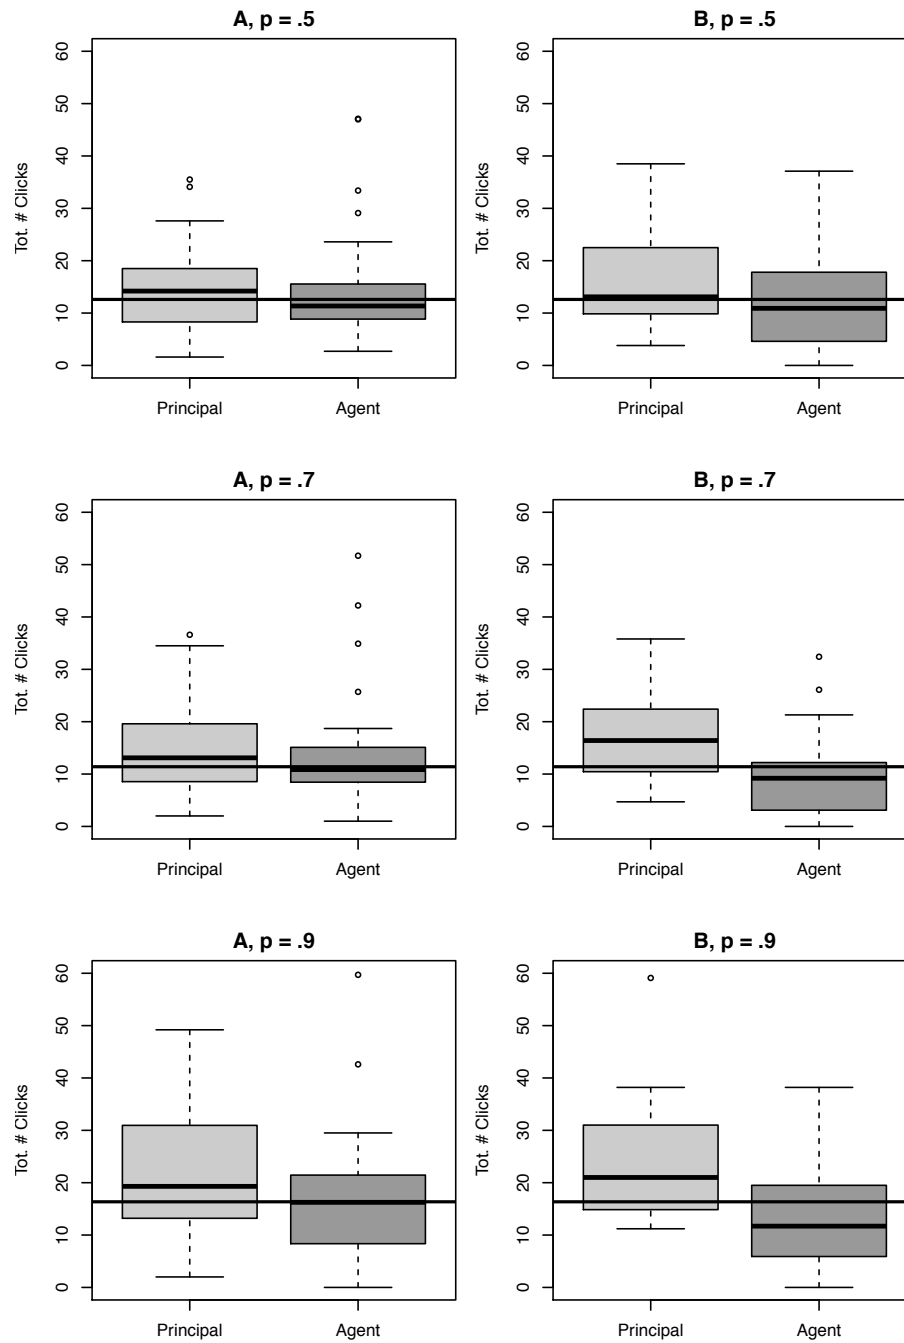 A, p = .5
Tot. # Clicks
60
50
40
30
20
10
0
Principal Agent
B, p = .5
Tot. # Clicks
60
50
40
30
20
10
0
Principal Agent
A, p = .7
Tot. # Clicks
60
50
40
30
20
10
0
Principal Agent
B, p = .7
Tot. # Clicks
60
50
40
30
20
10
0
Principal Agent
A, p = .9
Tot. # Clicks
60
50
40
30
20
10
0
Principal Agent
B, p = .9
Tot. # Clicks
60
50
40
30
20
10
0
Principal Agent